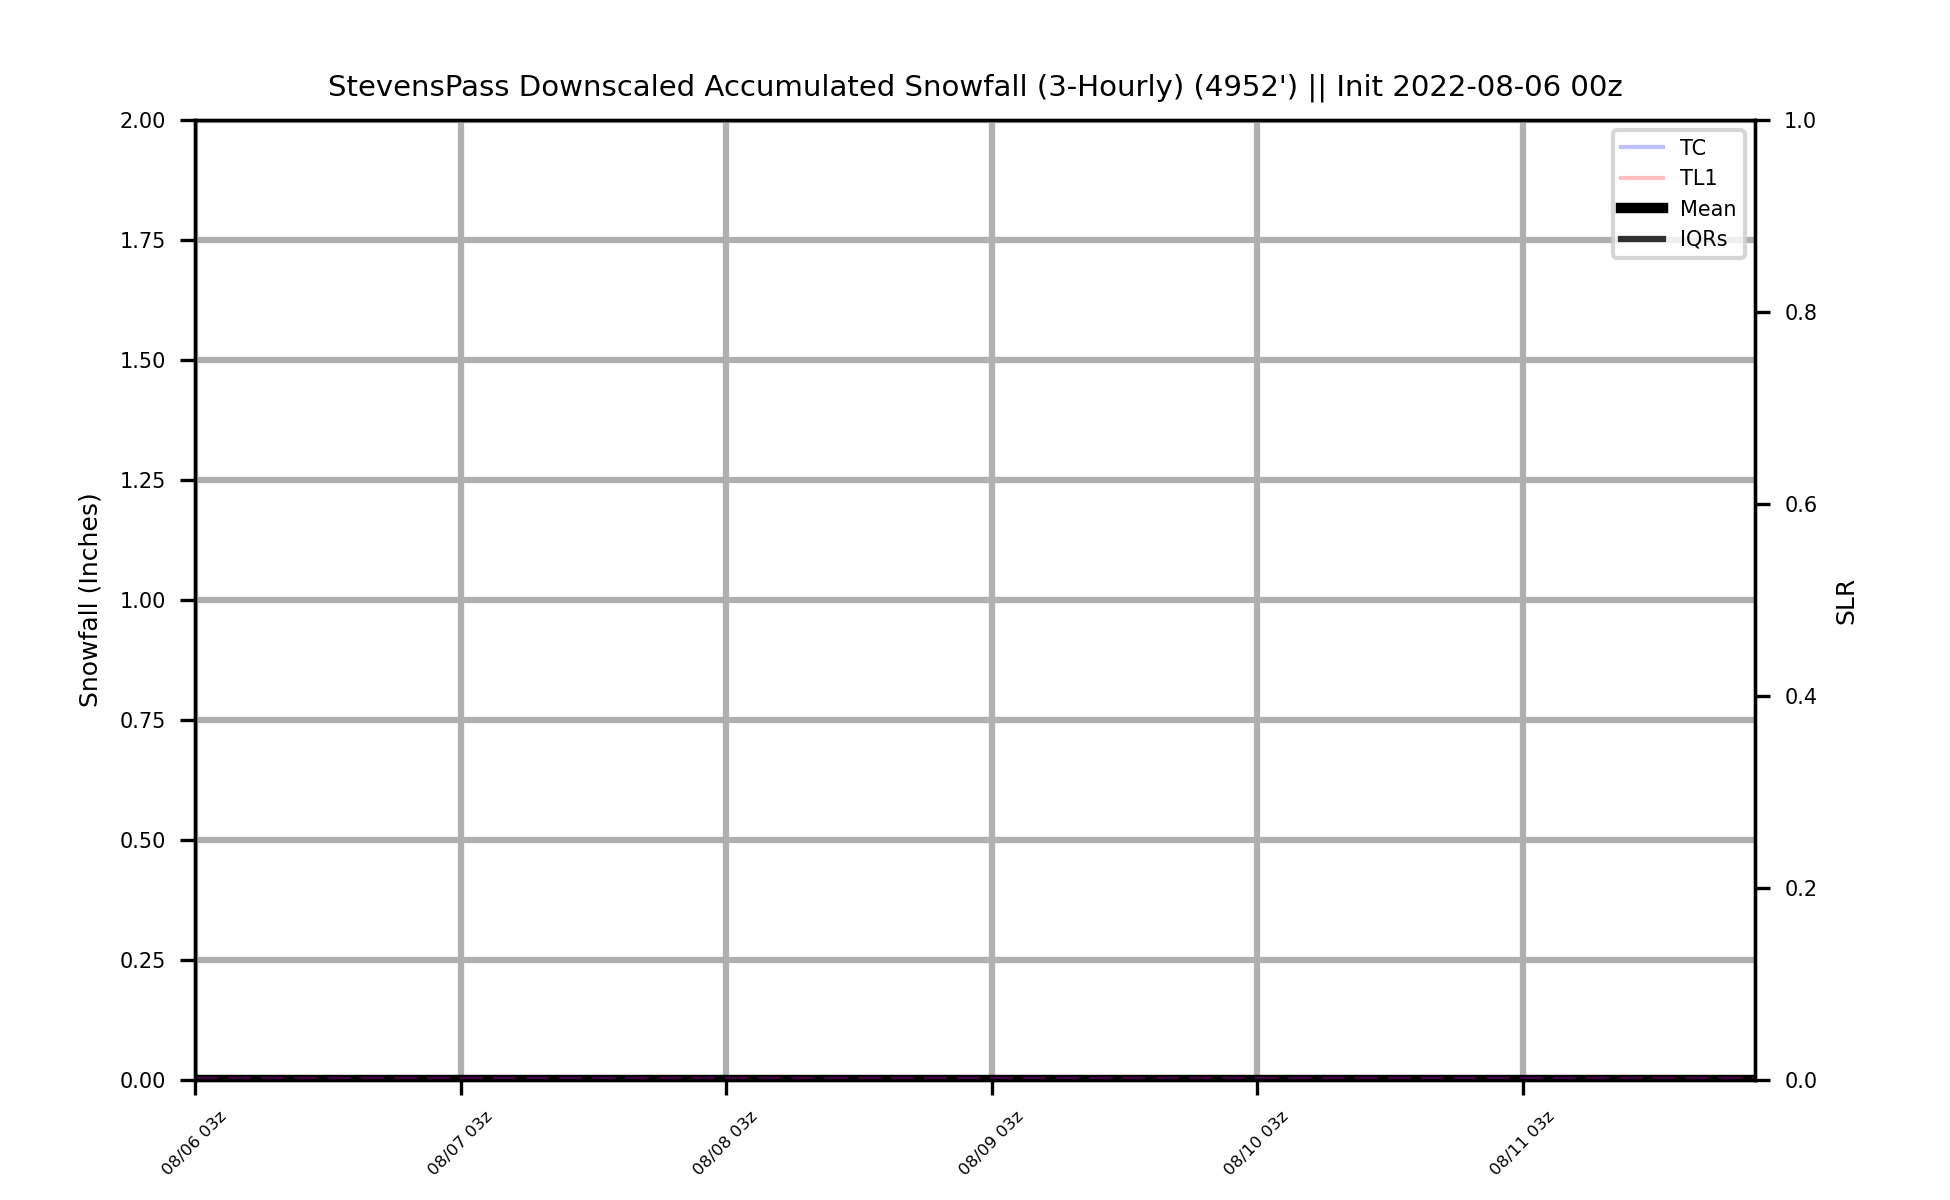 StevensPass Downscaled Accumulated Snowfall (3-Hourly) (4952') || Init 2022-08-06 00z
2.00
1.75
1.50
1.25
1.00
0.75
0.50
0.25
0.00
Snowfall (Inches)
TC
TL1
Mean
IQRs
1.0
0.8
0.6
0.4
0.2
0.0
SLR
08/06 03z
08/07 03z
08/08 03z
08/09 03z
08/10 03z
08/11 03z